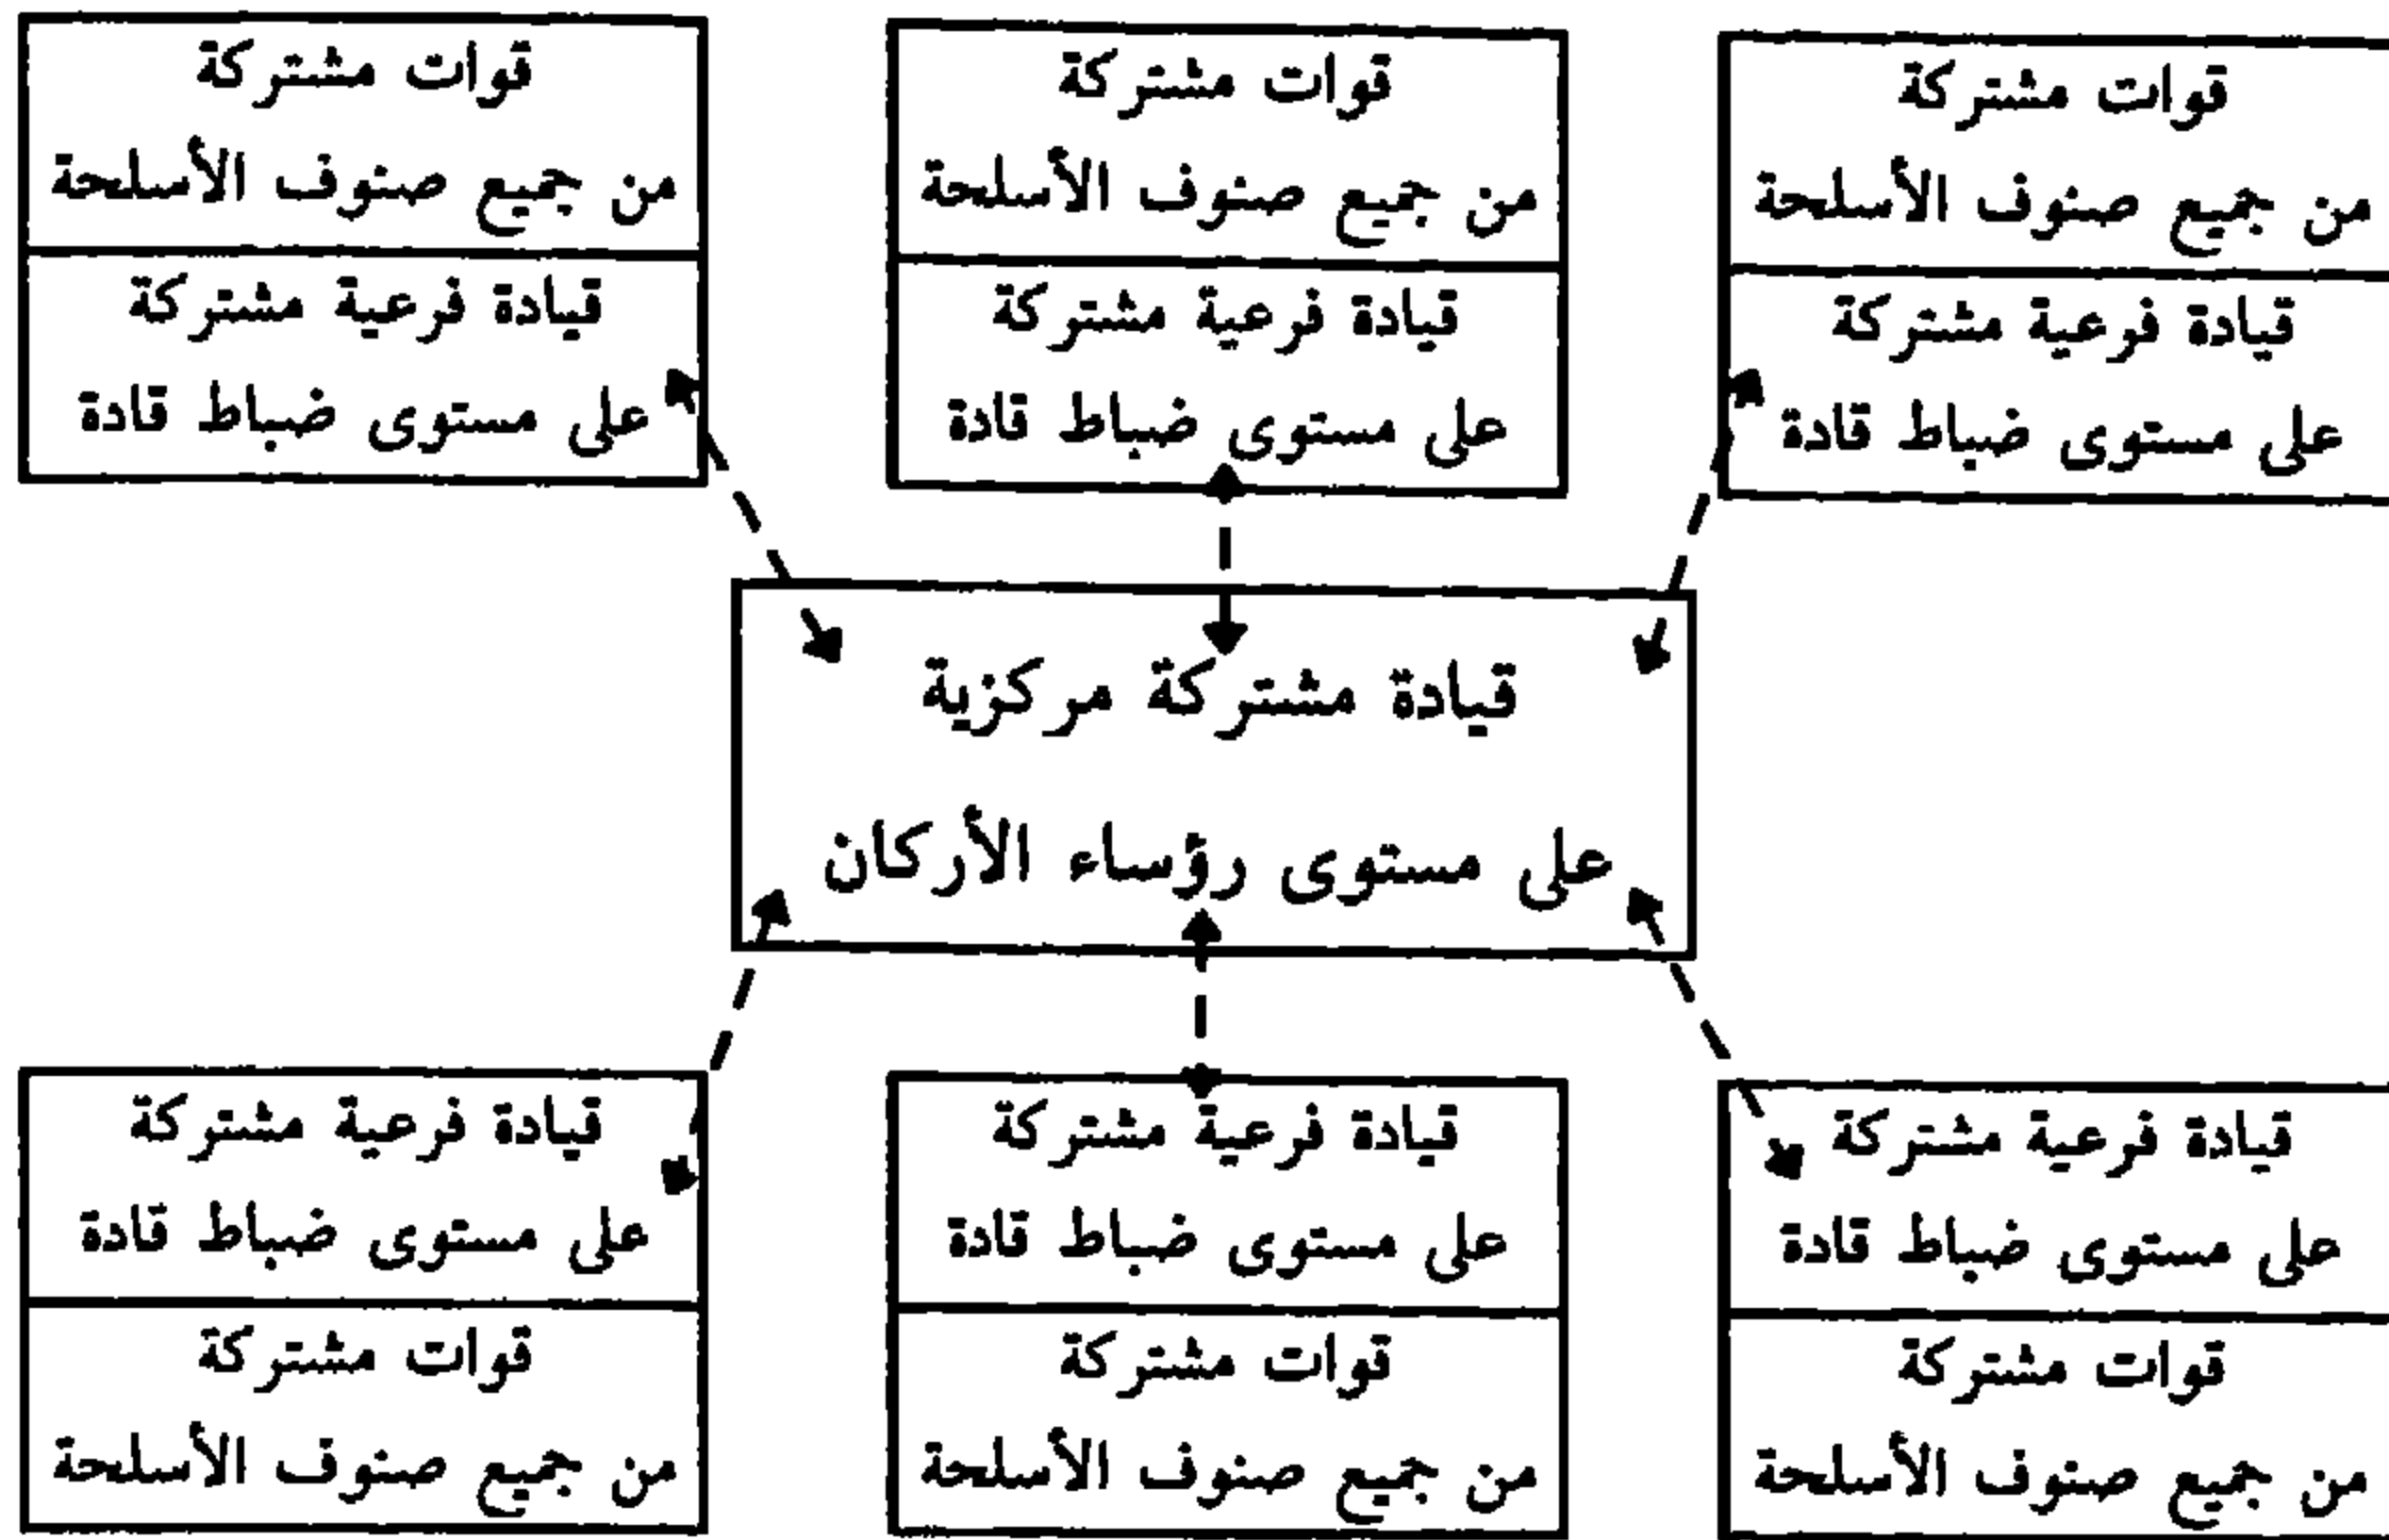 قوات مشتركة
من جميع صنوف الأسلحة
قيادة فرعية مشتركة
على مستوى ضباط قادة
قوات مشتركة
من جميع صنوف الأسلحة
قيادة فرعية مشتركة
على مستوى ضباط قادة
قوات مشتركة
من جميع صنوف الأسلحة
قيادة فرعية مشتركة
على مستوى ضباط قادة
قيادة مشتركة مركزية
على مستوى رؤساء الأركان
قيادة فرعية مشتركة
على مستوى ضباط قادة
قوات مشتركة
من جميع صنوف الأسلحة
قيادة فرعية مشتركة
على مستوى ضباط قادة
قوات مشتركة
من جميع صنوف الأسلحة
قيادة فرعية مشتركة
على مستوى ضباط قادة
قوات مشتركة
من جميع صنوف الأسلحة